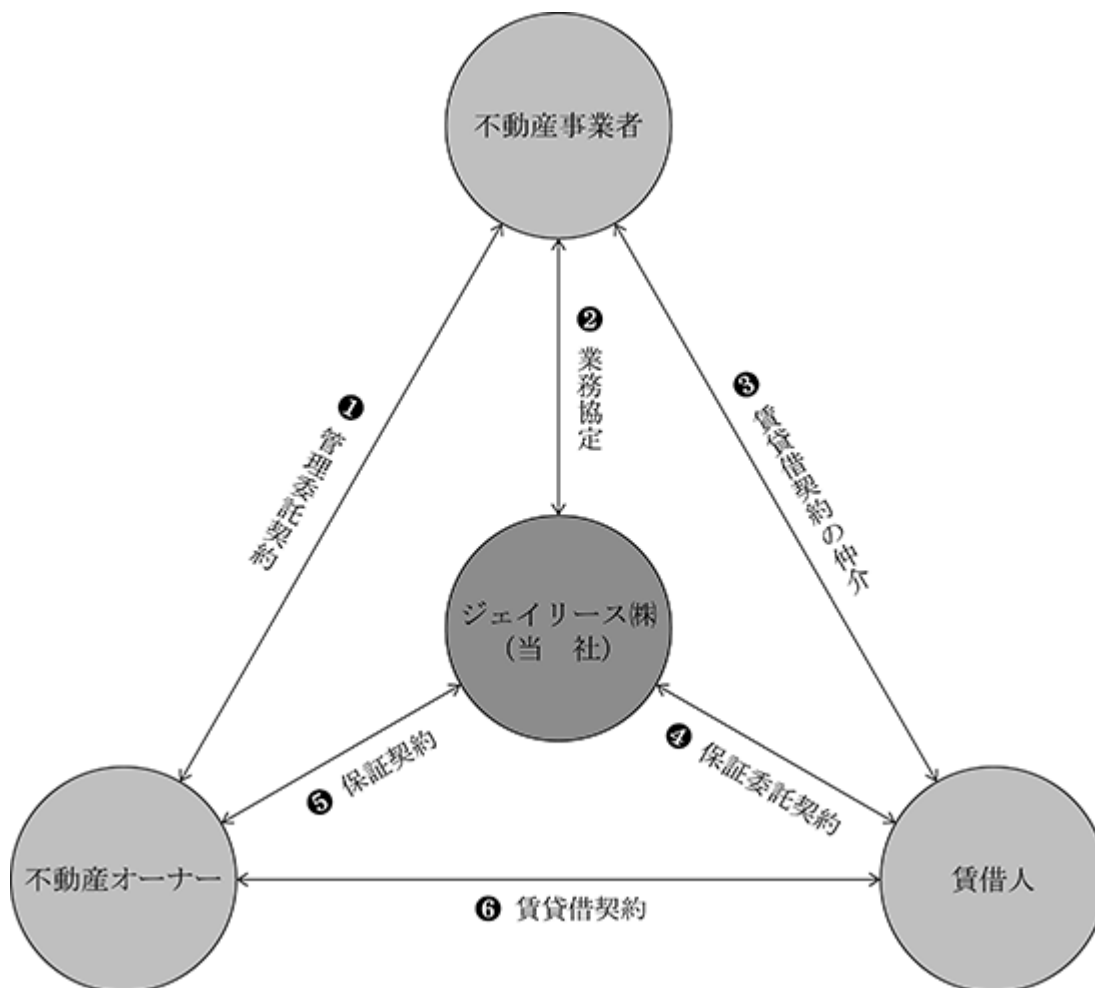 不動産事業者
❶ 管理委託契約
❷ 業務協定
❸ 賃貸借契約の仲介
ジェイリース㈱
(当　社)
❹ 保証委託契約
❺ 保証契約
不動産オーナー
賃借人
❻ 賃貸借契約